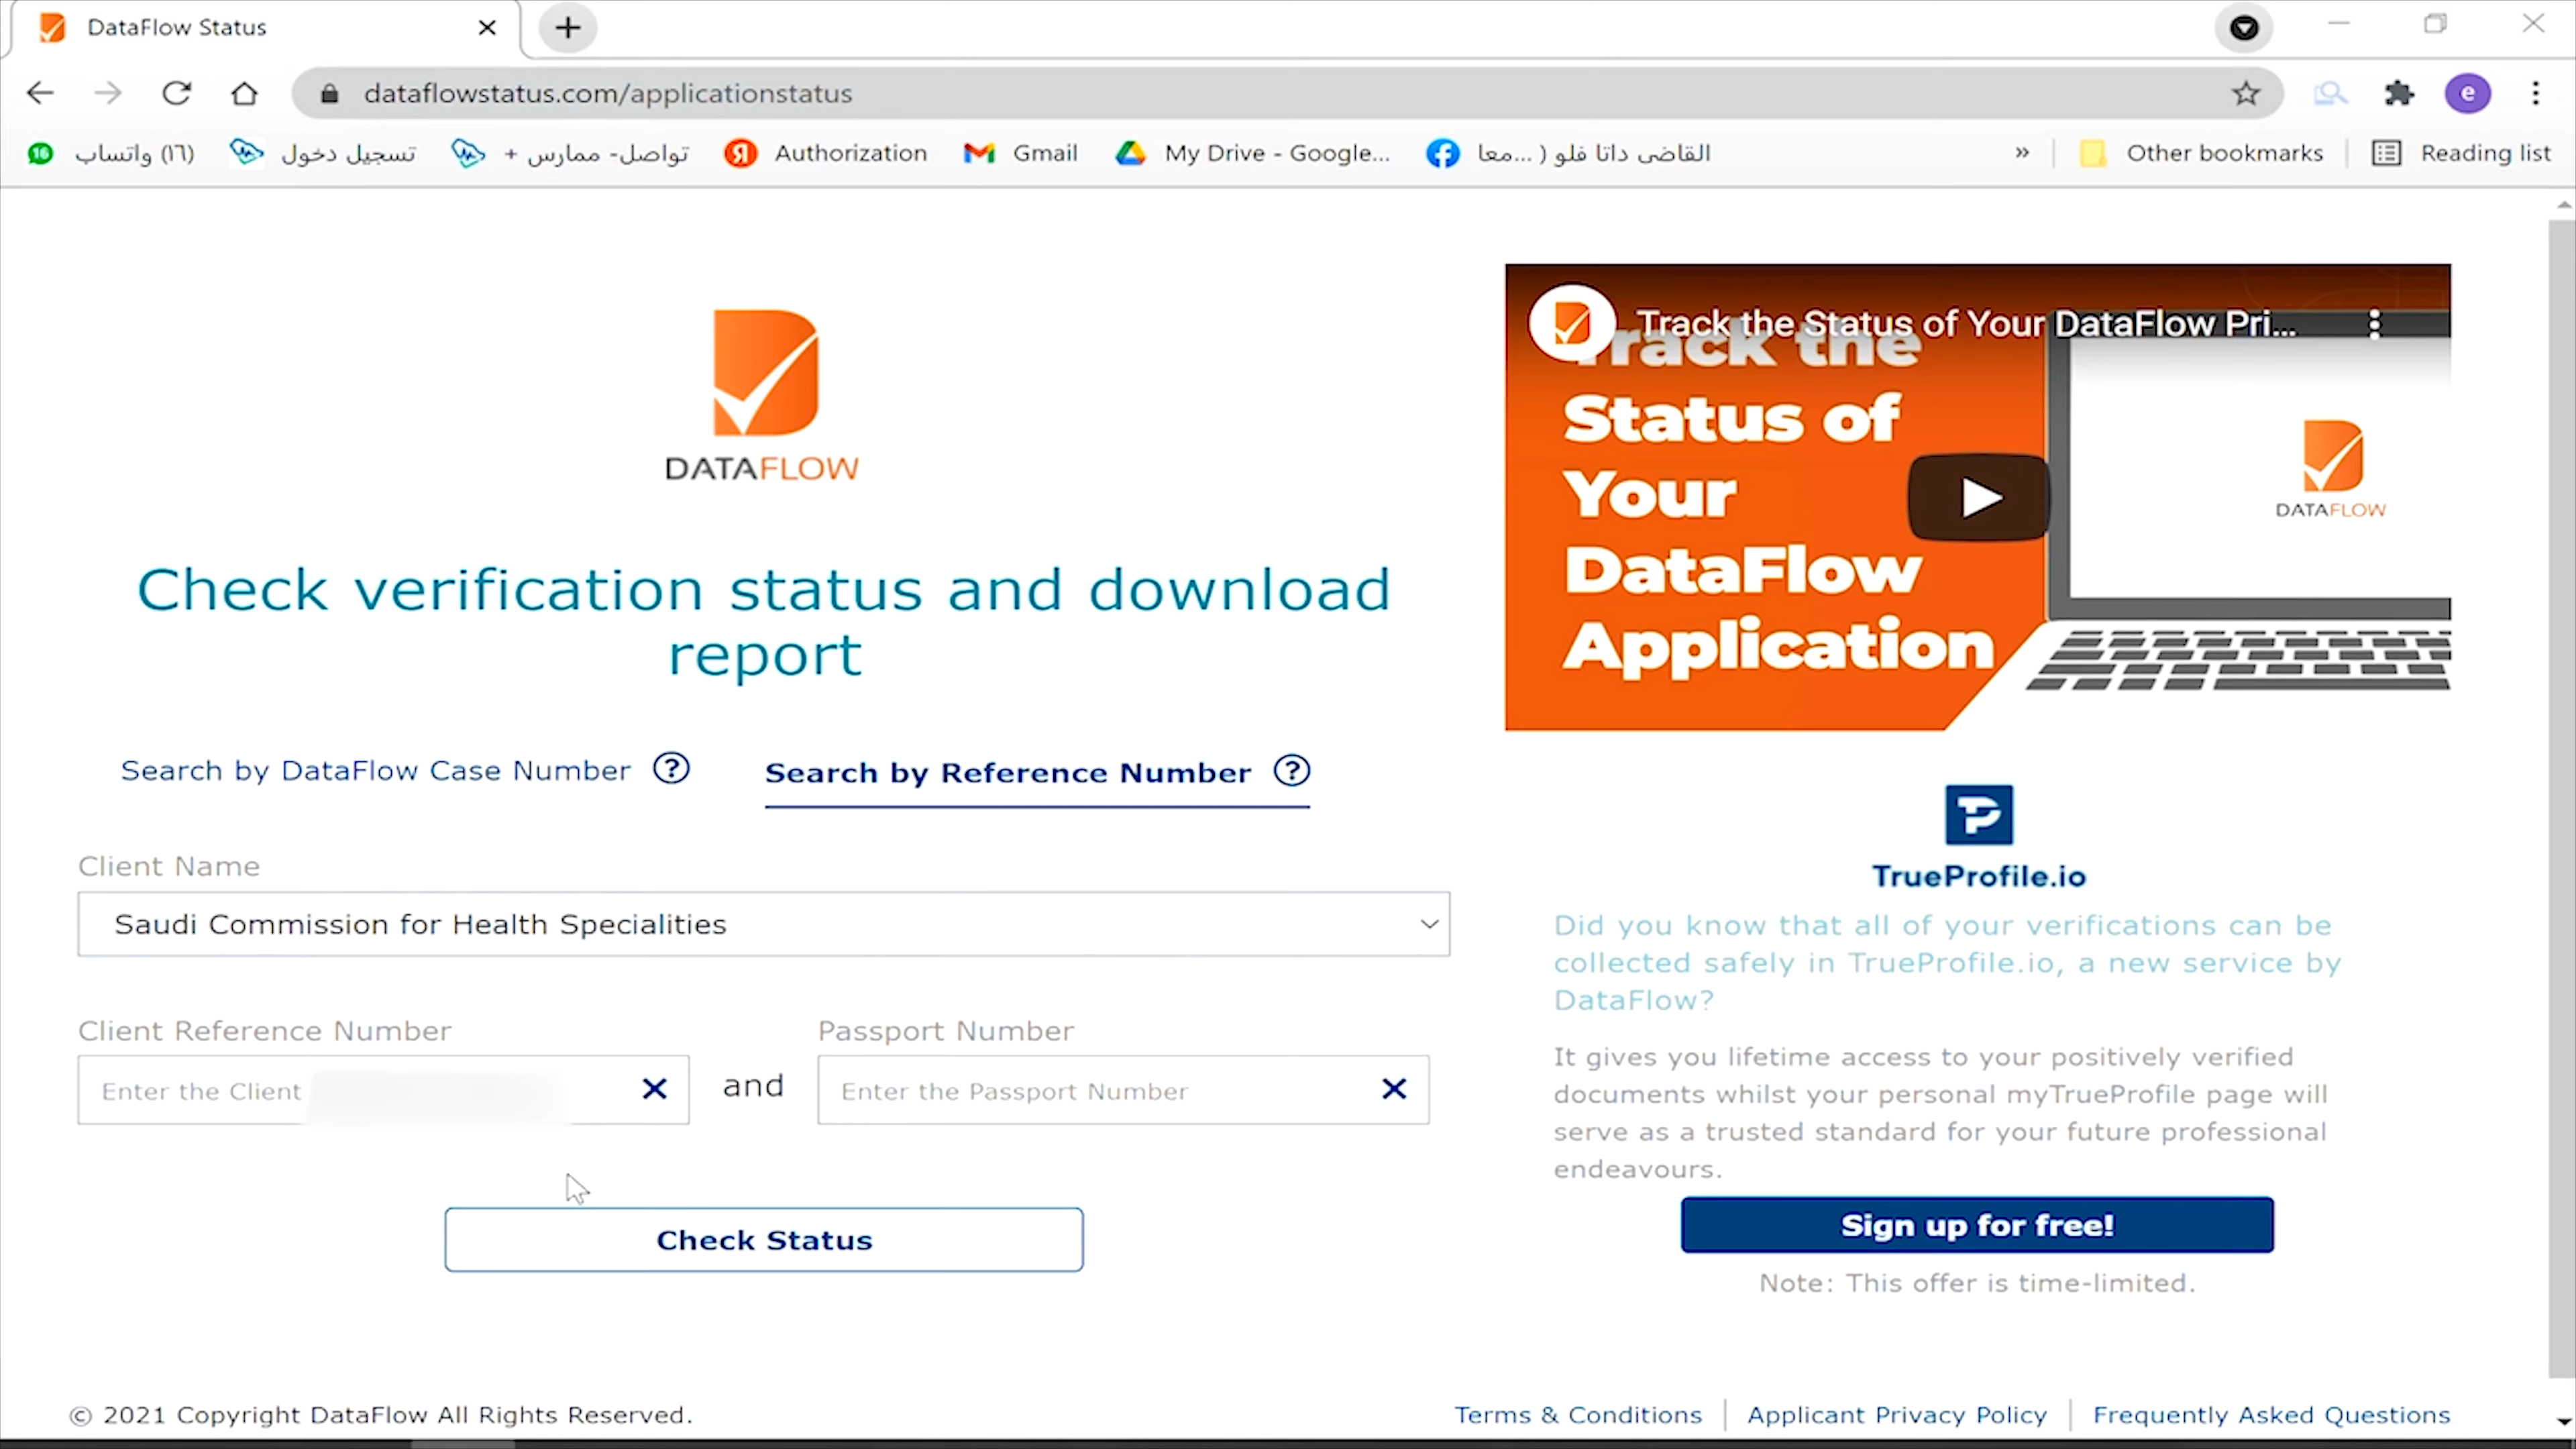 DataFlow Status
dataflowstatus.com/applicationstatus
16
(١٦) واتساب
تسجيل دخول
تواصل- ممارس +
Я
Authorization
Gmail
My Drive - Google...
القاضى داتا فلو ( ...معا
»
Other bookmarks
Reading list
e
DATAFLOW
Check verification status and download
report
Search by DataFlow Case Number ?
Search by Reference Number ?
Client Name
Saudi Commission for Health Specialities
Client Reference Number
Enter the Client
and
Passport Number
Enter the Passport Number
Check Status
Track the Status of Your DataFlow Pri...
Track the
Status of
Your
DataFlow
Application
DATAFLOW
TrueProfile.io
Did you know that all of your verifications can be
collected safely in TrueProfile.io, a new service by
DataFlow?
It gives you lifetime access to your positively verified
documents whilst your personal myTrueProfile page will
serve as a trusted standard for your future professional
endeavours.
Sign up for free!
Note: This offer is time-limited.
© 2021 Copyright DataFlow All Rights Reserved.
Terms & Conditions | Applicant Privacy Policy | Frequently Asked Questions